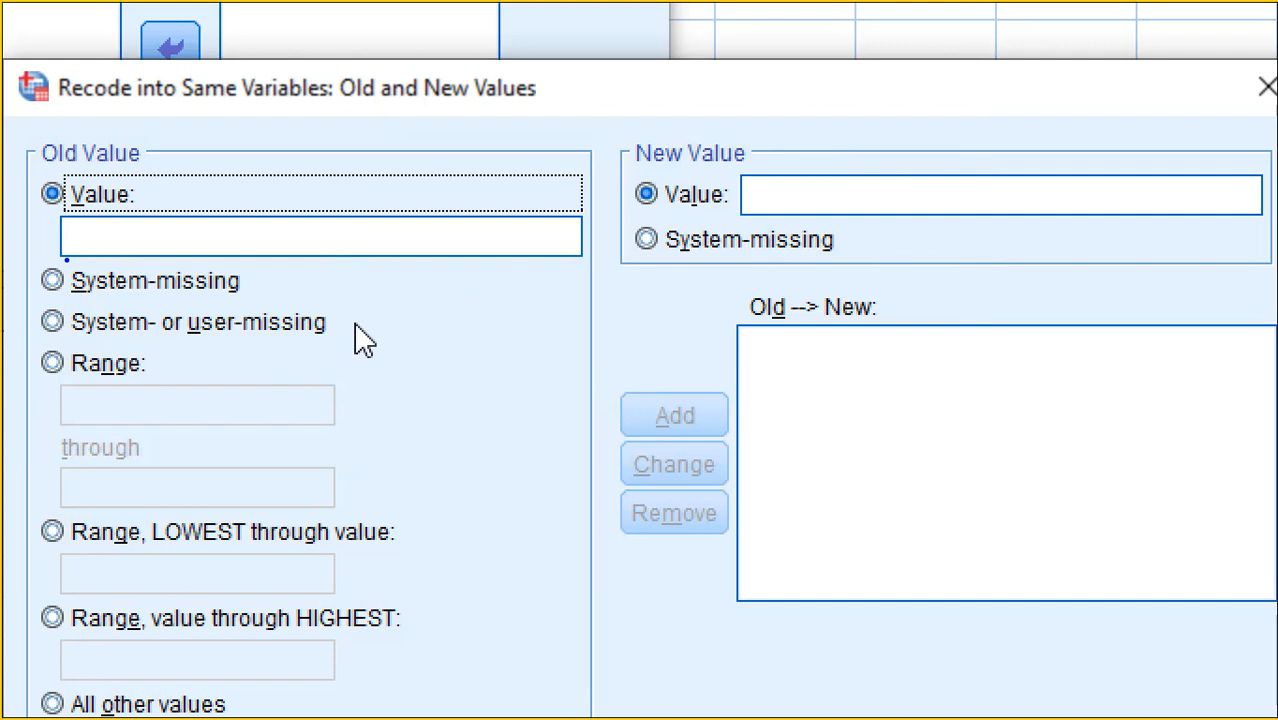 Recode into Same Variables: Old and New Values
Old Value
Value:
System-missing
System- or user-missing
Range:
through
Range, LOWEST through value:
Range, value through HIGHEST:
All other values
New Value
Value:
System-missing
Old --> New:
Add
Change
Remove